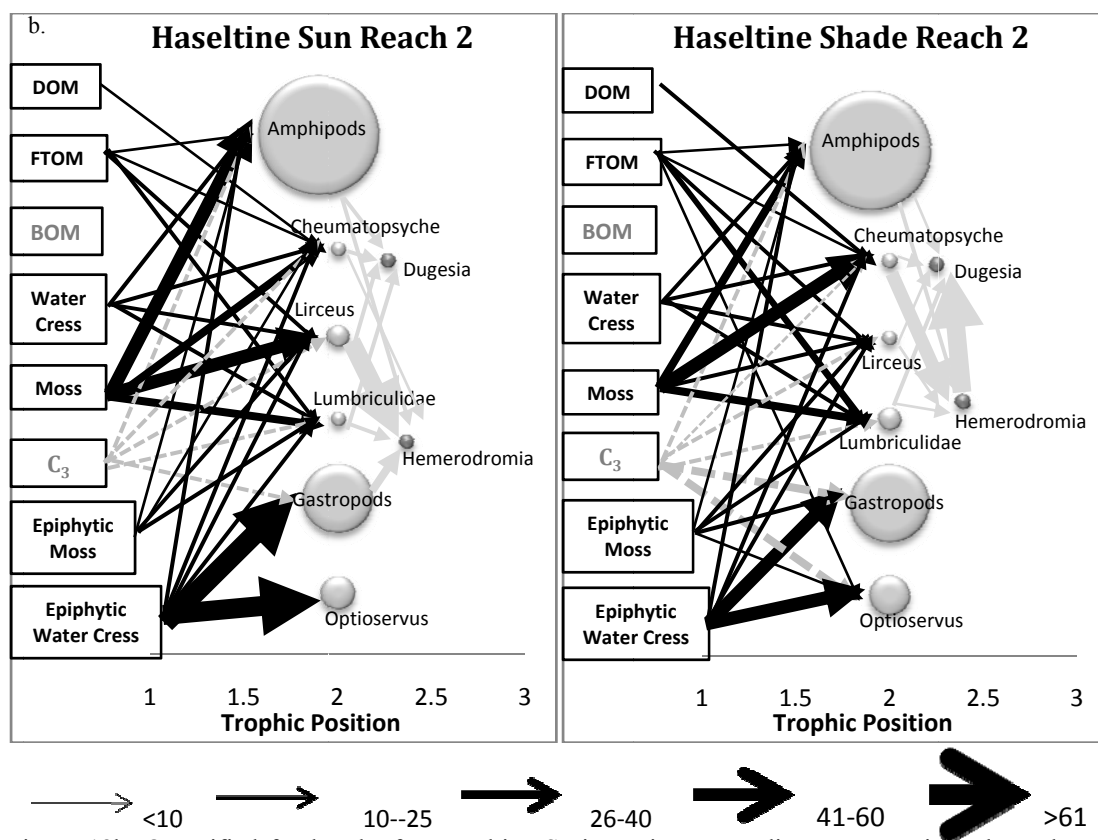 b.
Haseltine Sun Reach 2
DOM
FTOM
BOM
Water
Cress
Moss
C3
Epiphytic
Moss
Epiphytic
Water Cress
Amphipods
Cheumatopsyche
Dugesia
Lirceus
Lumbriculidae
Hemerodromia
Gastropods
Optioservus
1 1.5 2 2.5 3
Trophic Position
Haseltine Shade Reach 2
DOM
FTOM
BOM
Water
Cress
Moss
C3
Epiphytic
Moss
Epiphytic
Water Cress
Amphipods
Cheumatopsyche
Dugesia
Lirceus
Hemerodromia
Lumbriculidae
Gastropods
Optioservus
1 1.5 2 2.5 3
Trophic Position
<10 10--25 26-40 41-60 >61